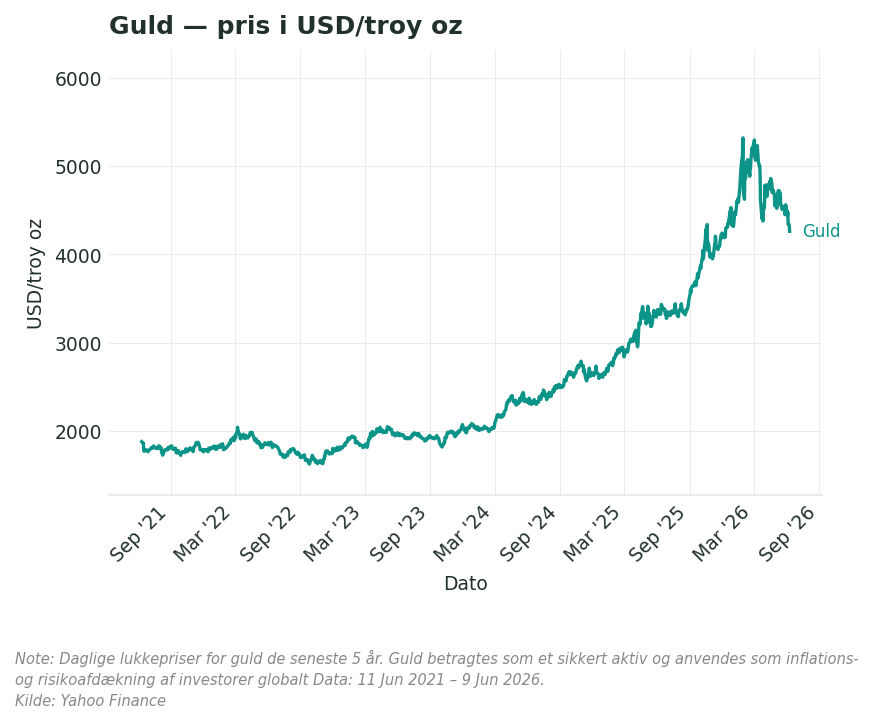 Guld — pris i USD/troy oz
6000
5000
4000
3000
2000
USD/troy oz
Guld
Sep '21
Mar '22
Sep '22
Mar '23
Sep '23
Mar '24
Sep '24
Mar '25
Sep '25
Mar '26
Sep '26
Dato
Note: Daglige lukkepriser for guld de seneste 5 år. Guld betragtes som et sikkert aktiv og anvendes som inflations-
og risikoafdækning af investorer globalt Data: 11 Jun 2021 – 9 Jun 2026.
Kilde: Yahoo Finance